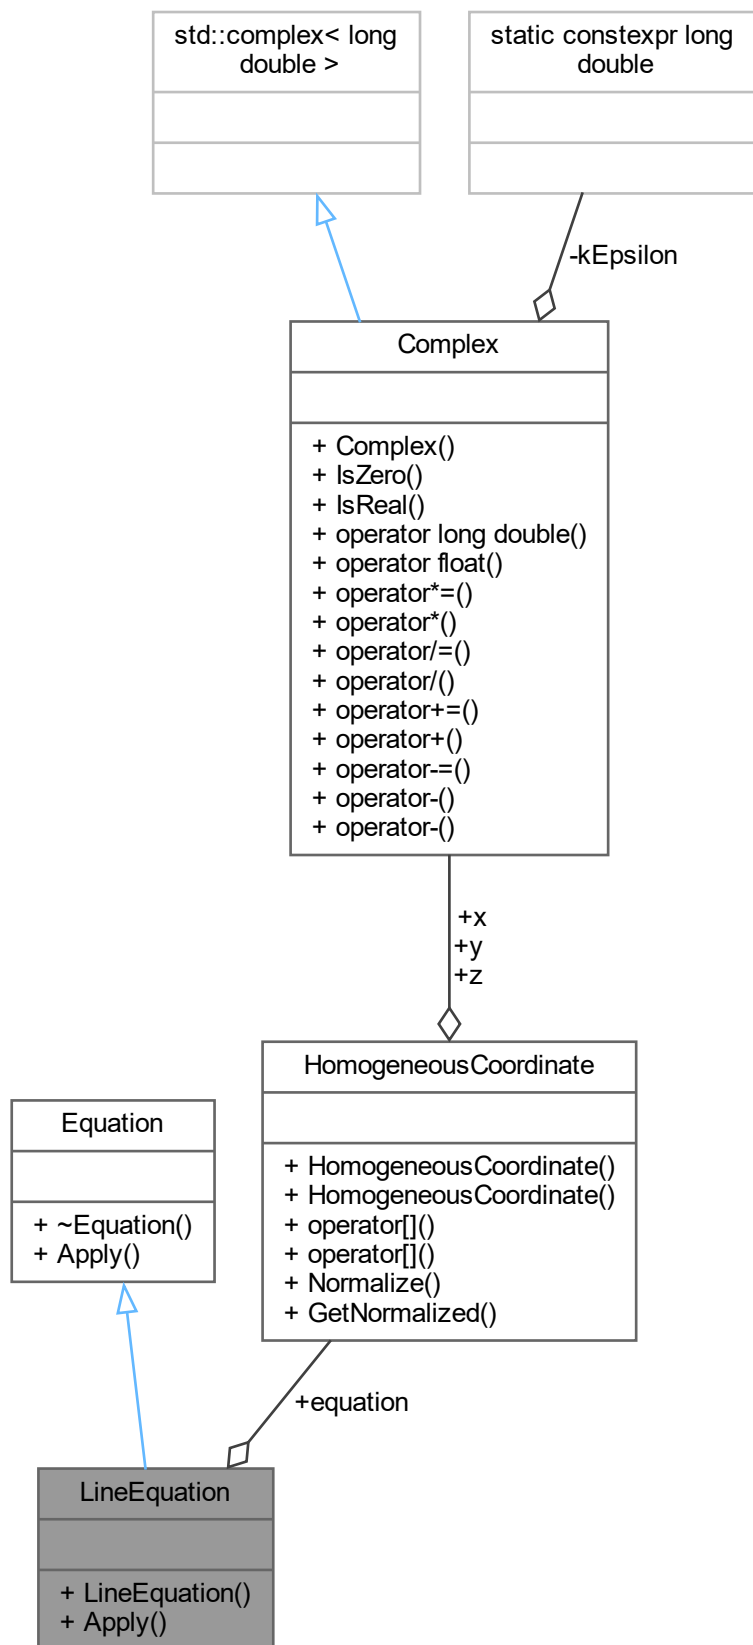 std::complex< long
double >
static constexpr long
double
-kEpsilon
Complex
+ Complex()
+ IsZero()
+ IsReal()
+ operator long double()
+ operator float()
+ operator*=()
+ operator*()
+ operator/=()
+ operator/()
+ operator+=()
+ operator+()
+ operator-=()
+ operator-()
+ operator-()
+x
+y
+z
HomogeneousCoordinate
+ HomogeneousCoordinate()
+ HomogeneousCoordinate()
+ operator[]()
+ operator[]()
+ Normalize()
+ GetNormalized()
Equation
+ ~Equation()
+ Apply()
+equation
LineEquation
+ LineEquation()
+ Apply()